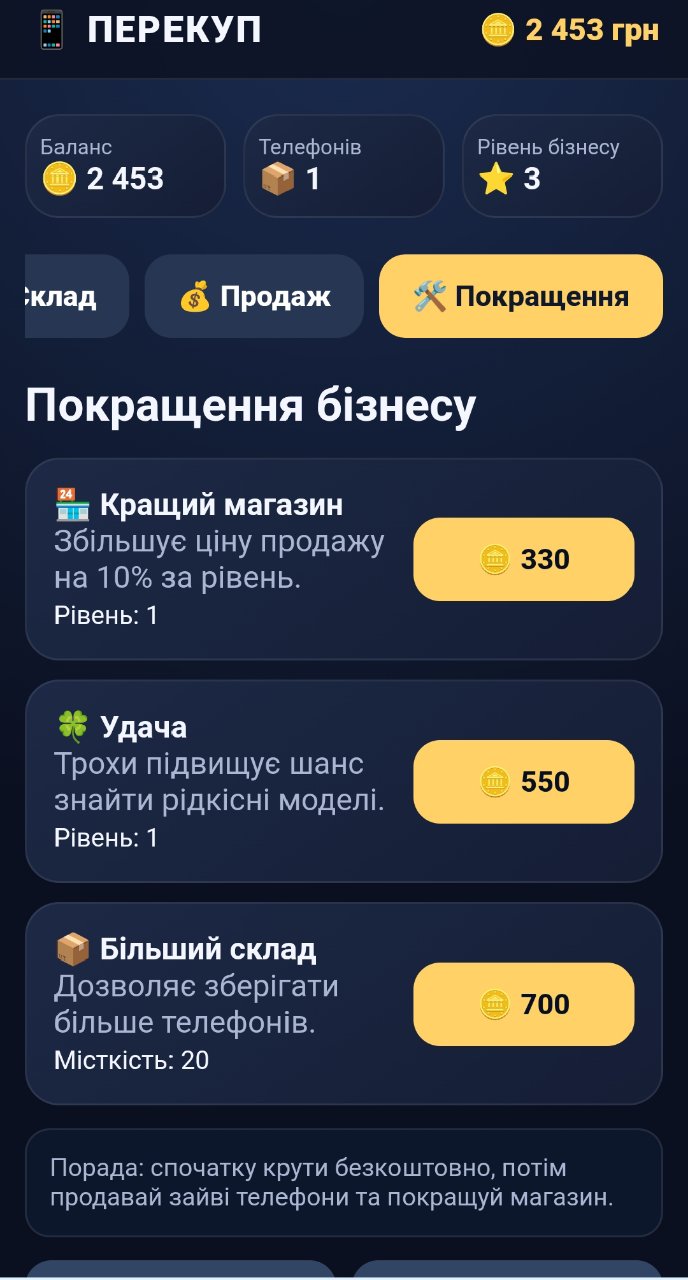 ПЕРЕКУП
2 453 грн
Баланс
2 453
Телефонів
1
Рівень бізнесу
3
Склад
Продаж
Покращення
Покращення бізнесу
Кращий магазин
Збільшує ціну продажу
на 10% за рівень.
Рівень: 1
330
Удача
Трохи підвищує шанс
знайти рідкісні моделі.
Рівень: 1
550
Більший склад
Дозволяє зберігати
більше телефонів.
Місткість: 20
700
Порада: спочатку крути безкоштовно, потім
продавай зайві телефони та покращуй магазин.